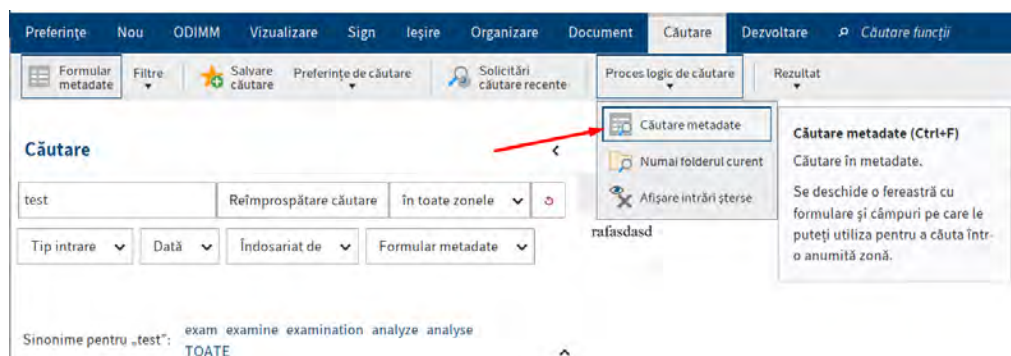 Preferințe Nou ODIMM Vizualizare Sign Ieșire Organizare Document Căutare Dezvoltare Căutare funcții
Formular metadate Filtre Salvare căutare Preferințe de căutare Solicitări căutare recente Proces logic de căutare Rezultat
Căutare
test Reîmprospătare căutare în toate zonele
Tip intrare Dată Îndosariat de Formular metadate
Sinonime pentru „test”: exam examine examination analyze analyse
TOATE
Căutare metadate
Numai folderul curent
Afișare intrări șterse
rafasdasd
Căutare metadate (Ctrl+F)
Căutare în metadate.
Se deschide o fereastră cu
formulare și câmpuri pe care le
puteți utiliza pentru a căuta într-
o anumită zonă.